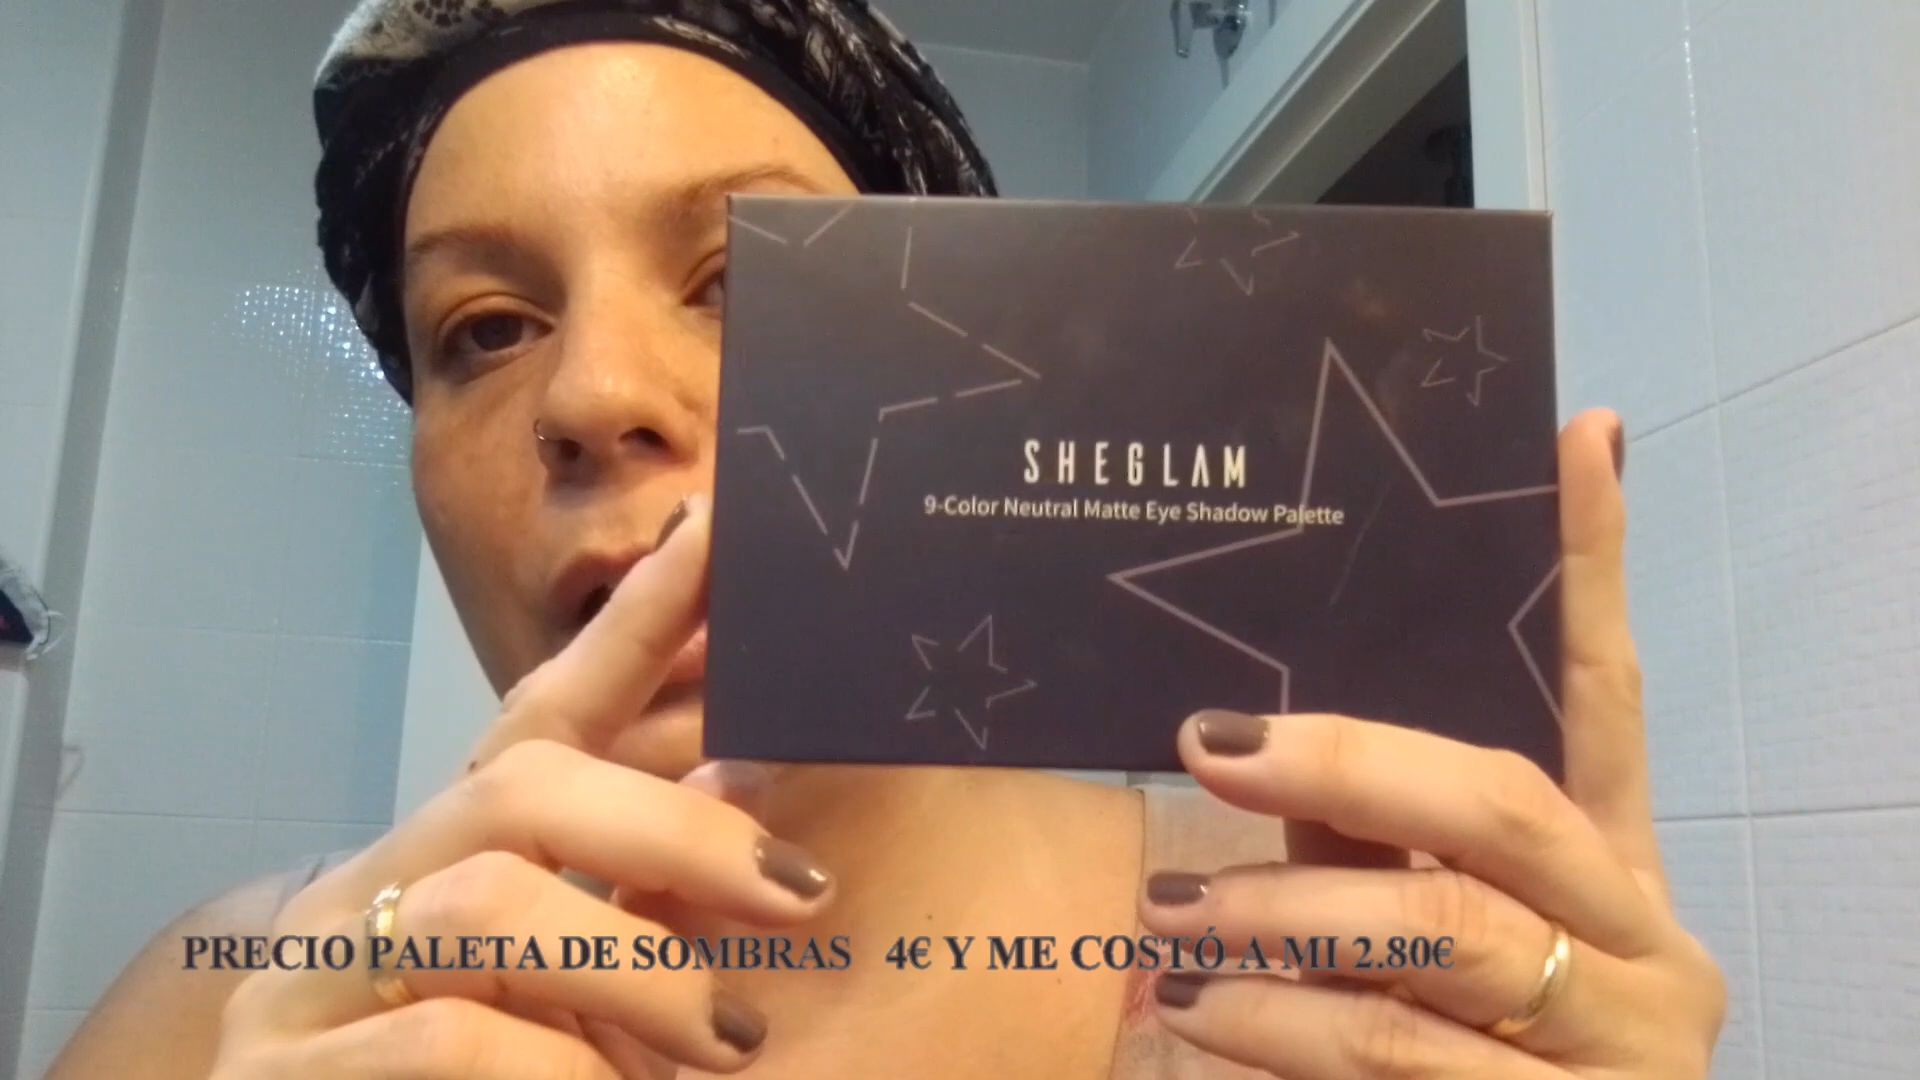 SHEGLAM
9-Color Neutral Matte Eye Shadow Palette
PRECIO PALETA DE SOMBRAS 4€ Y ME COSTÓ A MI 2.80€